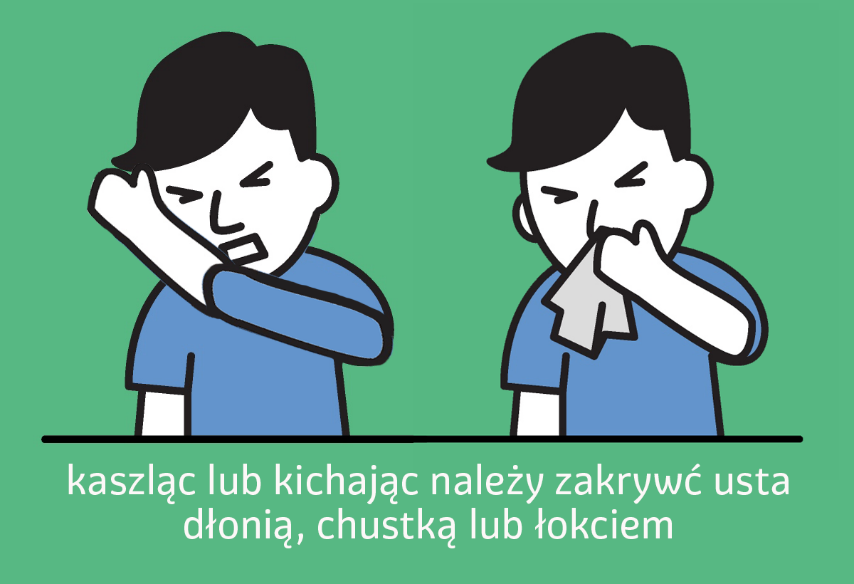 kaszląc lub kichając należy zakrywć usta
dłonią, chustką lub łokciem